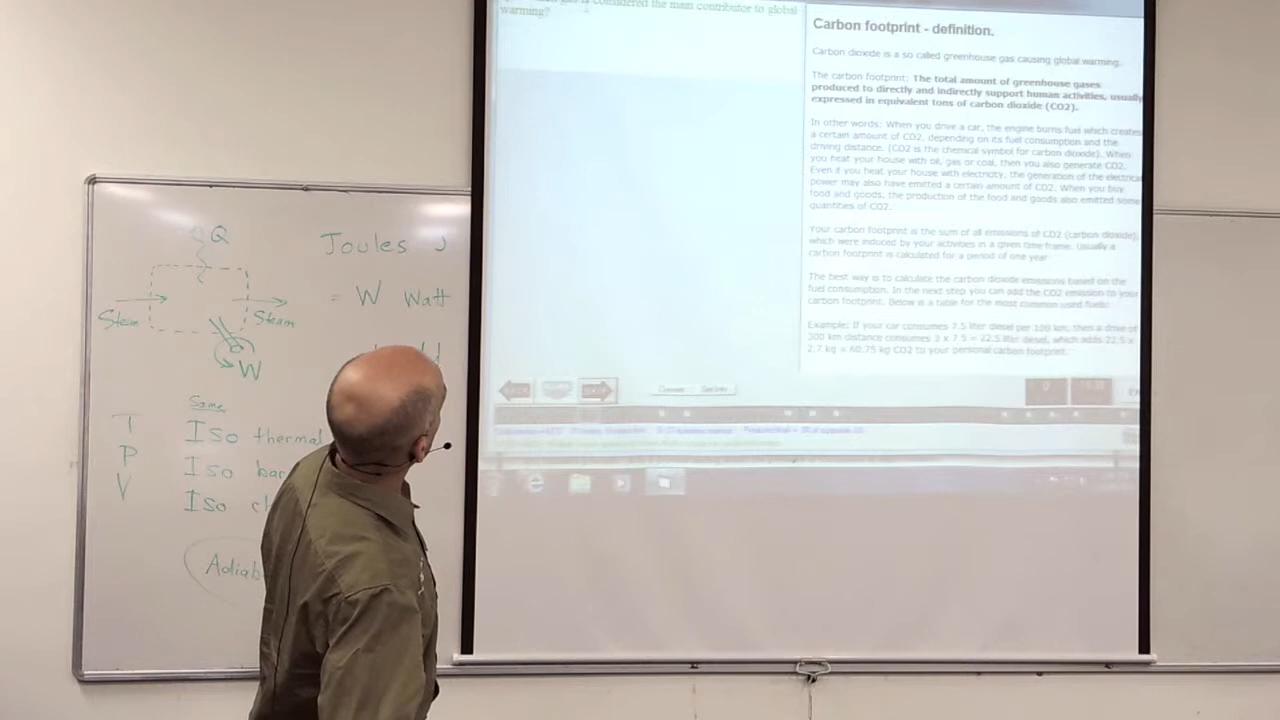 gas is considered the main contributor to global
warming?
Carbon footprint - definition.
Carbon dioxide is a so called greenhouse gas causing global warming.
The carbon footprint: The total amount of greenhouse gases
produced to directly and indirectly support human activities, usually
expressed in equivalent tons of carbon dioxide (CO2).
In other words: When you drive a car, the engine burns fuel which creates
a certain amount of CO2, depending on its fuel consumption and the
driving distance. (CO2 is the chemical symbol for carbon dioxide). When
you heat your house with oil, gas or coal, then you also generate CO2.
Even if you heat your house with electricity, the generation of the electrical
power may also have emitted a certain amount of CO2. When you buy
food and goods, the production of the food and goods also emitted some
quantities of CO2.
Your carbon footprint is the sum of all emissions of CO2 (carbon dioxide),
which were induced by your activities in a given time frame. Usually a
carbon footprint is calculated for a period of one year.
The best way is to calculate the carbon dioxide emissions based on the
fuel consumption. In the next step you can add the CO2 emission to your
carbon footprint. Below is a table for the most common used fuels:
Example: If your car consumes 7.5 liter diesel per 100 km, then a drive of
300 km distance consumes 3 x 7.5 = 22.5 liter diesel, which adds 22.5 x
2.7 kg = 60.75 kg CO2 to your personal carbon footprint.
Q
Joules J
= W Watt
Steam
Steam
W
Same
T Iso thermal
P Iso bar
V Iso ch
Adiab